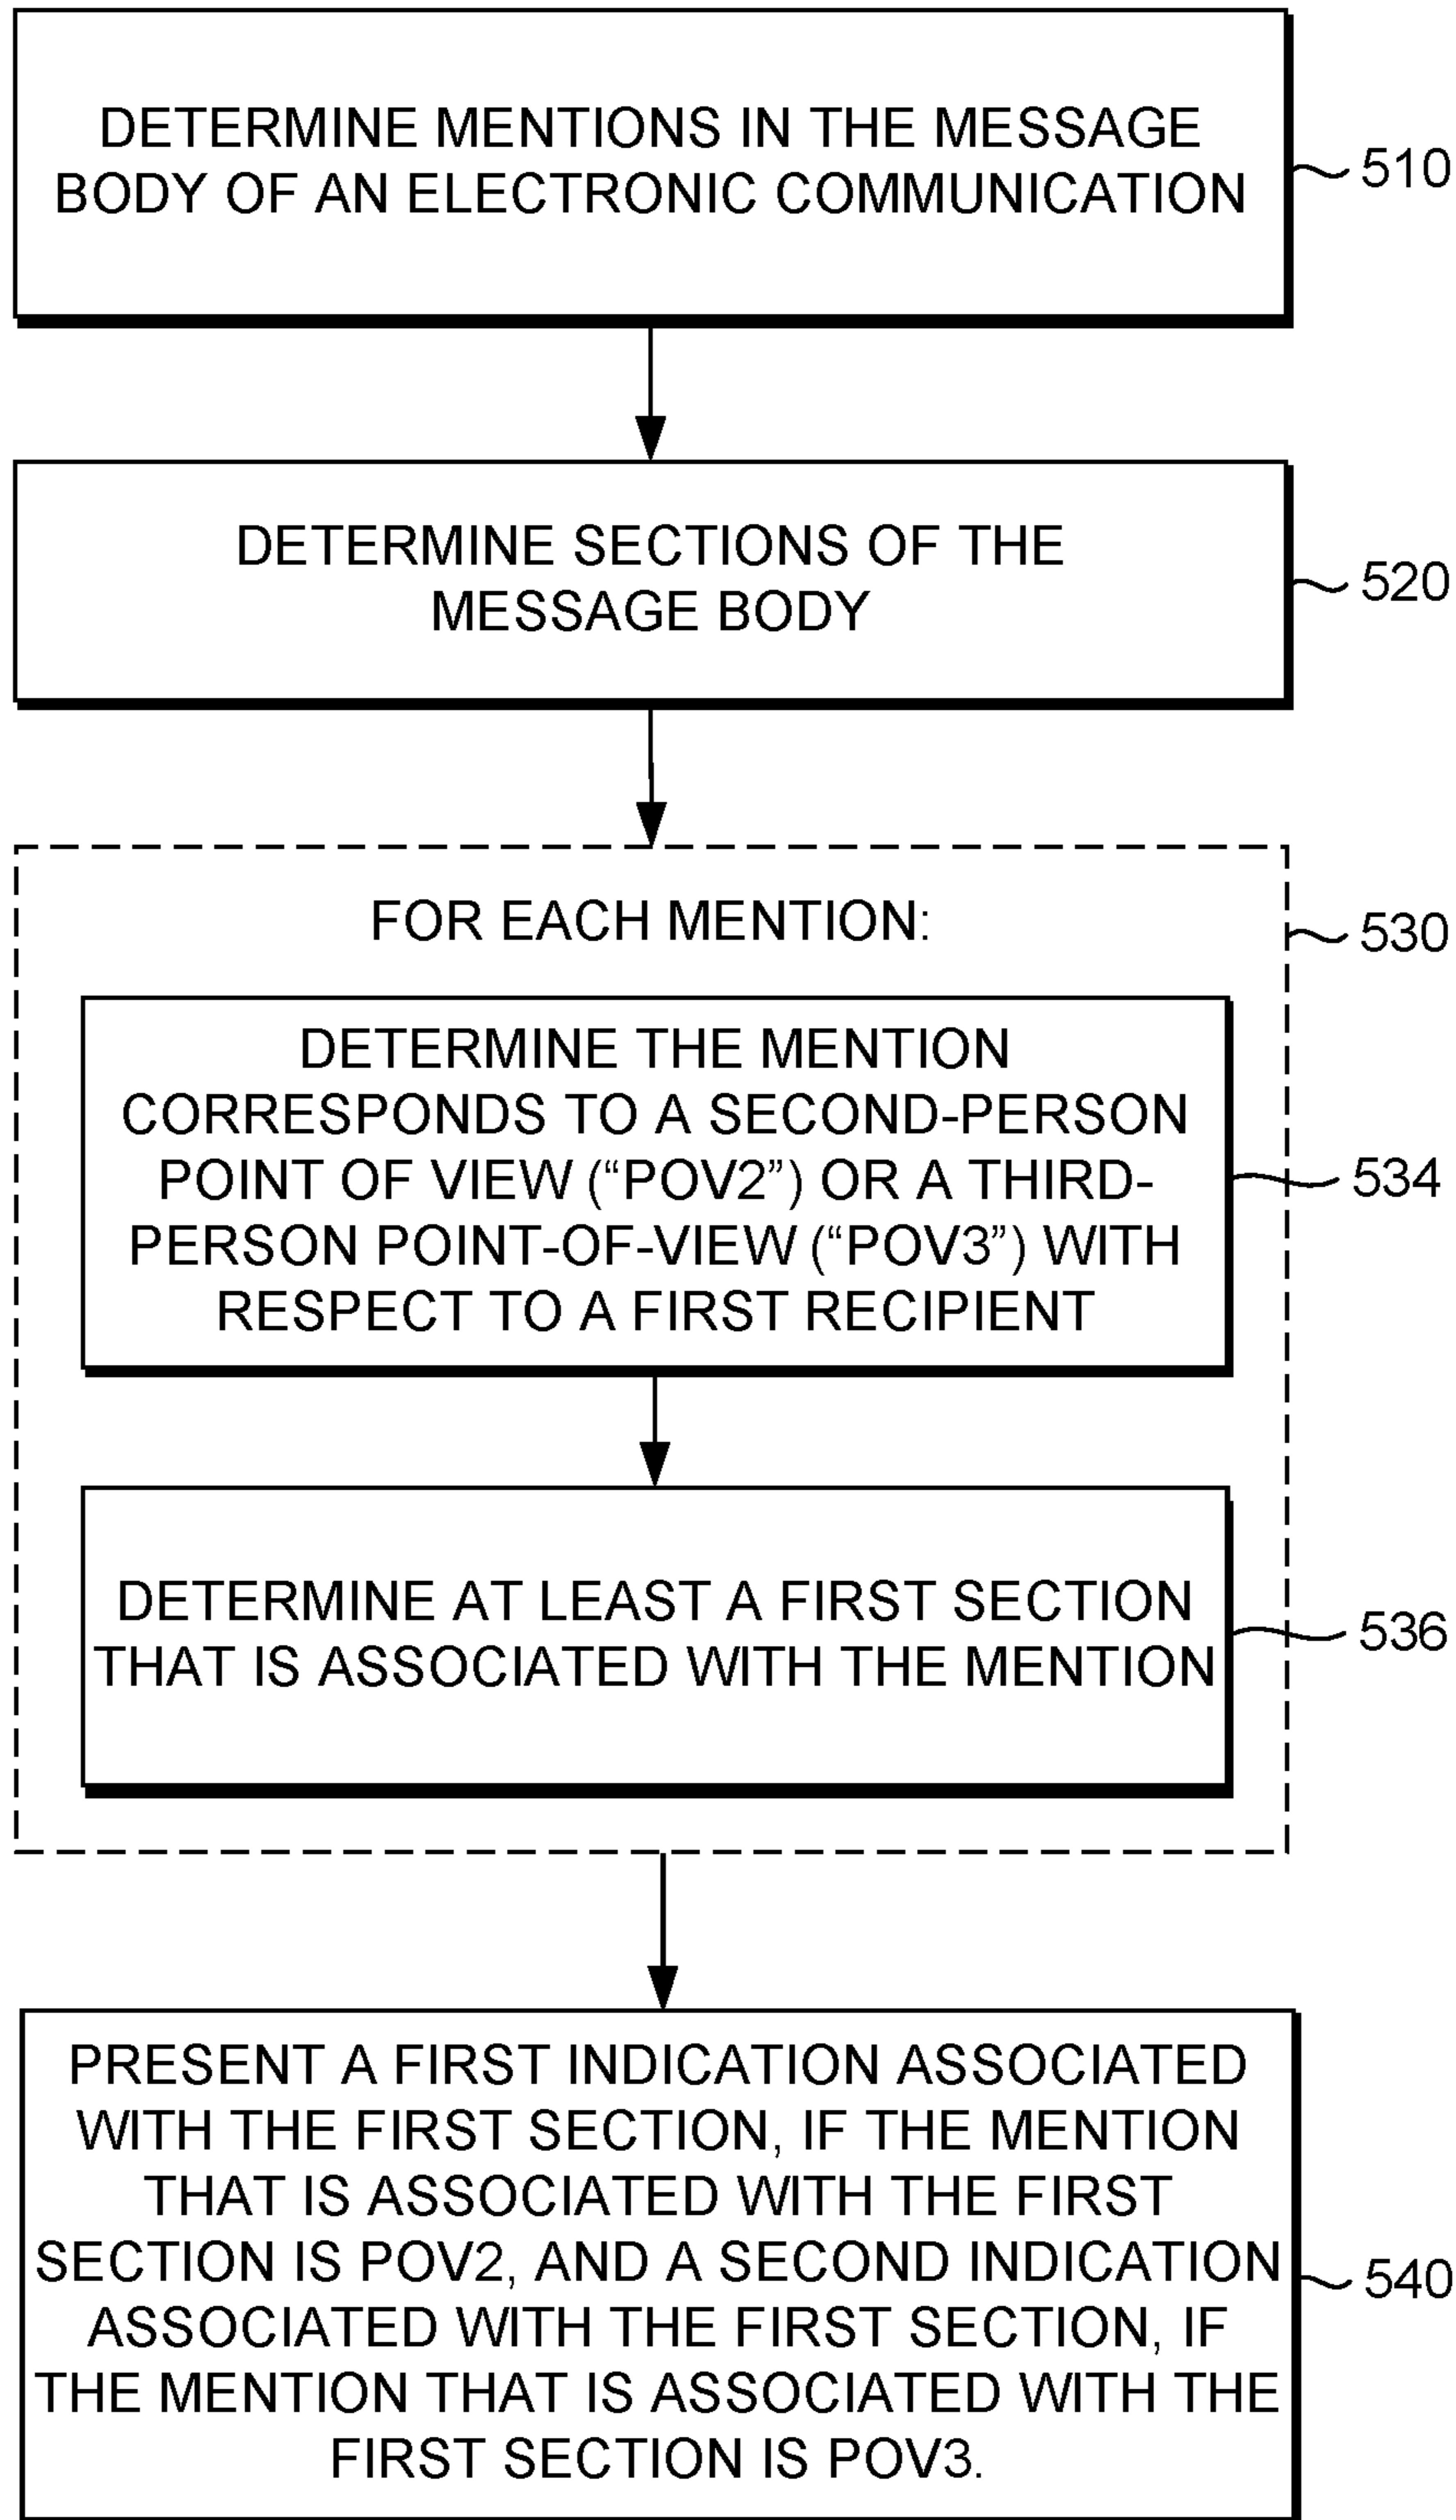 DETERMINE MENTIONS IN THE MESSAGE
BODY OF AN ELECTRONIC COMMUNICATION
510
DETERMINE SECTIONS OF THE
MESSAGE BODY
520
FOR EACH MENTION:
530
DETERMINE THE MENTION
CORRESPONDS TO A SECOND-PERSON
POINT OF VIEW (“POV2”) OR A THIRD-
PERSON POINT-OF-VIEW (“POV3”) WITH
RESPECT TO A FIRST RECIPIENT
534
DETERMINE AT LEAST A FIRST SECTION
THAT IS ASSOCIATED WITH THE MENTION
536
PRESENT A FIRST INDICATION ASSOCIATED
WITH THE FIRST SECTION, IF THE MENTION
THAT IS ASSOCIATED WITH THE FIRST
SECTION IS POV2, AND A SECOND INDICATION
ASSOCIATED WITH THE FIRST SECTION, IF
THE MENTION THAT IS ASSOCIATED WITH THE
FIRST SECTION IS POV3.
540